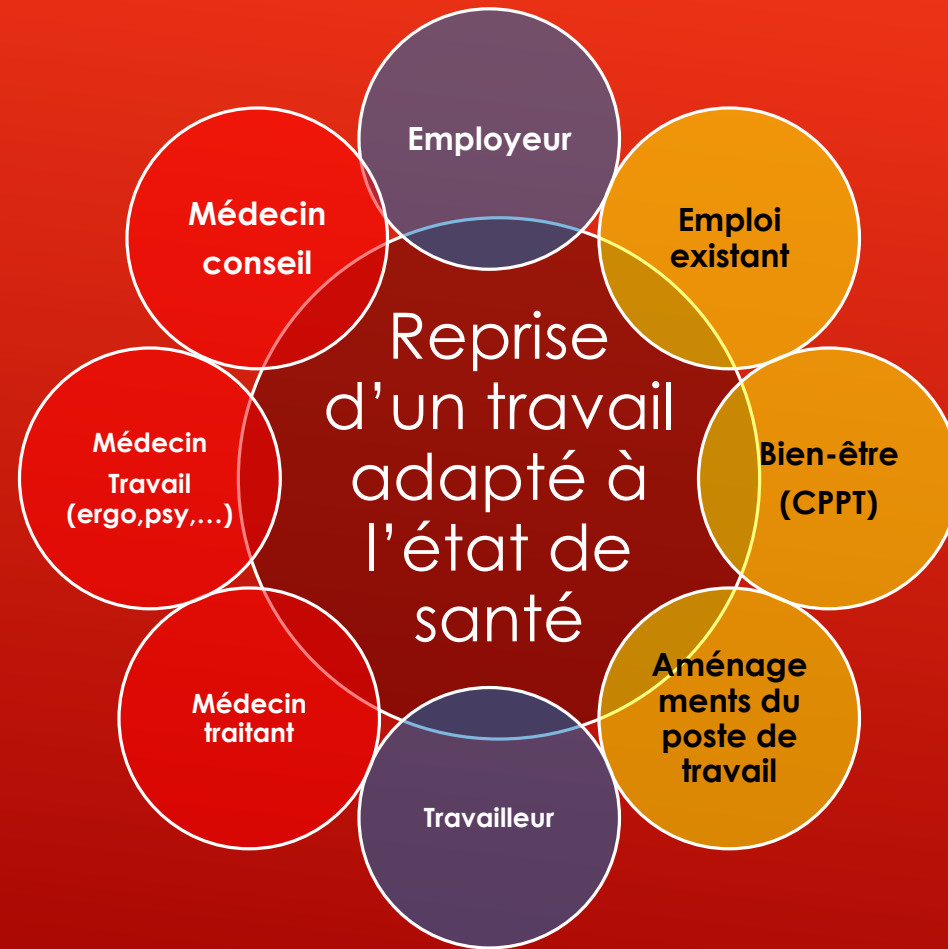 Employeur
Médecin
conseil
Emploi
existant
Reprise
d’un travail
adapté à
l’état de
santé
Médecin
Travail
(ergo,psy,...)
Bien-être
(CPPT)
Médecin
traitant
Aménage
ments du
poste de
travail
Travailleur